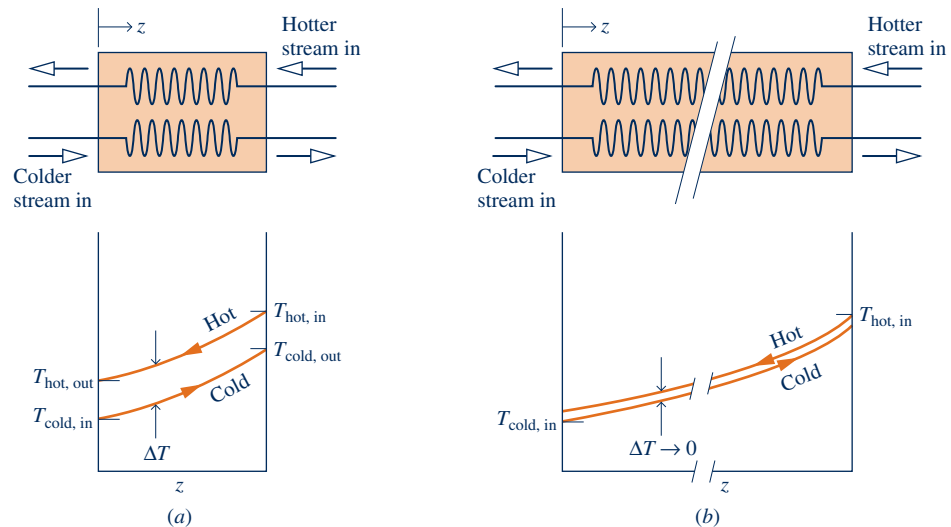 z
Hotter
stream in
Colder
stream in
T_hot, in
T_cold, out
T_hot, out
T_cold, in
Hot
Cold
ΔT
z
(a)
z
Hotter
stream in
Colder
stream in
T_hot, in
T_cold, in
Hot
Cold
ΔT → 0
z
(b)